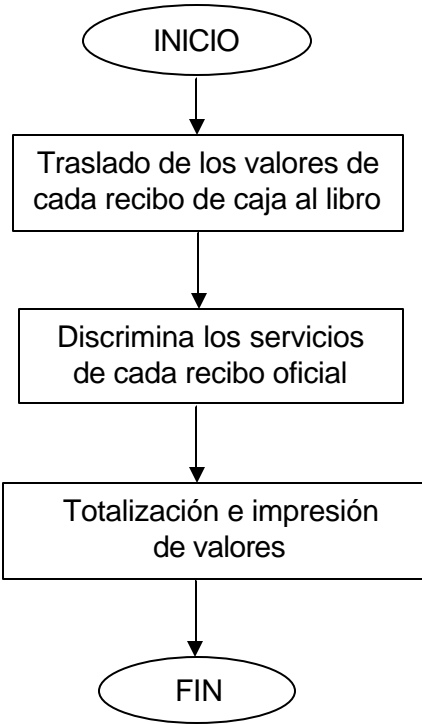 INICIO
Traslado de los valores de
cada recibo de caja al libro
Discrimina los servicios
de cada recibo oficial
Totalización e impresión
de valores
FIN